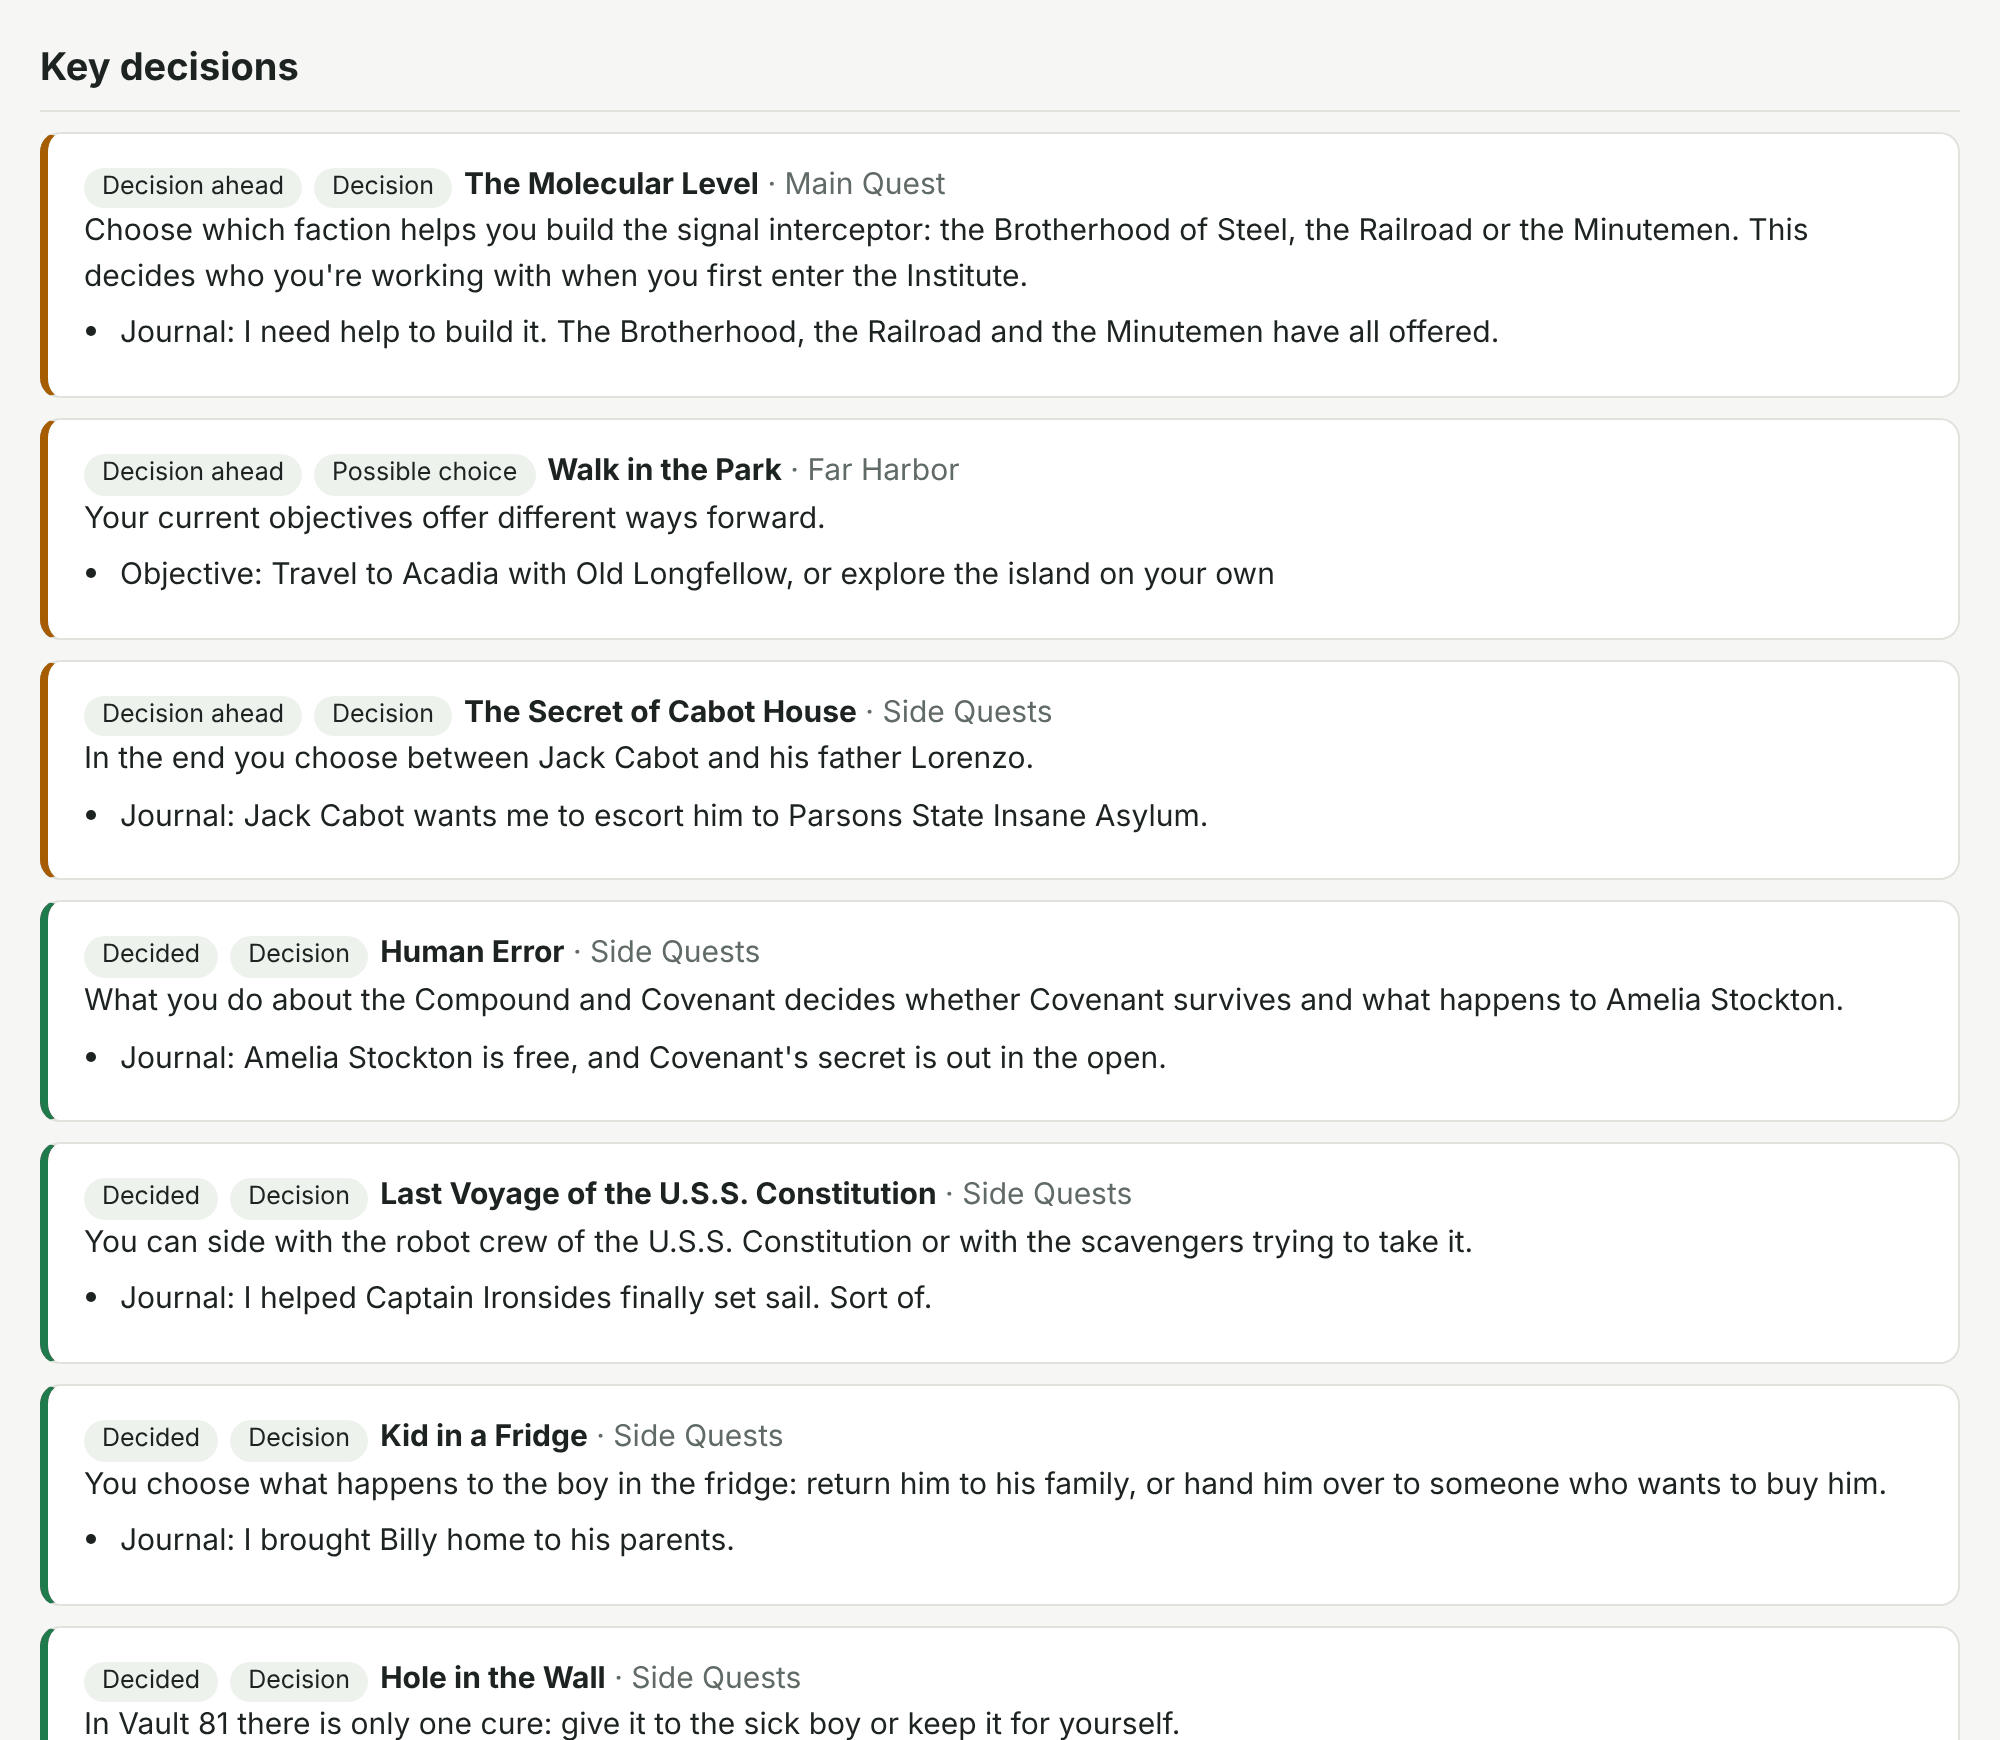 Key decisions
Decision ahead Decision The Molecular Level · Main Quest
Choose which faction helps you build the signal interceptor: the Brotherhood of Steel, the Railroad or the Minutemen. This
decides who you're working with when you first enter the Institute.
• Journal: I need help to build it. The Brotherhood, the Railroad and the Minutemen have all offered.
Decision ahead Possible choice Walk in the Park · Far Harbor
Your current objectives offer different ways forward.
• Objective: Travel to Acadia with Old Longfellow, or explore the island on your own
Decision ahead Decision The Secret of Cabot House · Side Quests
In the end you choose between Jack Cabot and his father Lorenzo.
• Journal: Jack Cabot wants me to escort him to Parsons State Insane Asylum.
Decided Decision Human Error · Side Quests
What you do about the Compound and Covenant decides whether Covenant survives and what happens to Amelia Stockton.
• Journal: Amelia Stockton is free, and Covenant's secret is out in the open.
Decided Decision Last Voyage of the U.S.S. Constitution · Side Quests
You can side with the robot crew of the U.S.S. Constitution or with the scavengers trying to take it.
• Journal: I helped Captain Ironsides finally set sail. Sort of.
Decided Decision Kid in a Fridge · Side Quests
You choose what happens to the boy in the fridge: return him to his family, or hand him over to someone who wants to buy him.
• Journal: I brought Billy home to his parents.
Decided Decision Hole in the Wall · Side Quests
In Vault 81 there is only one cure: give it to the sick boy or keep it for yourself.